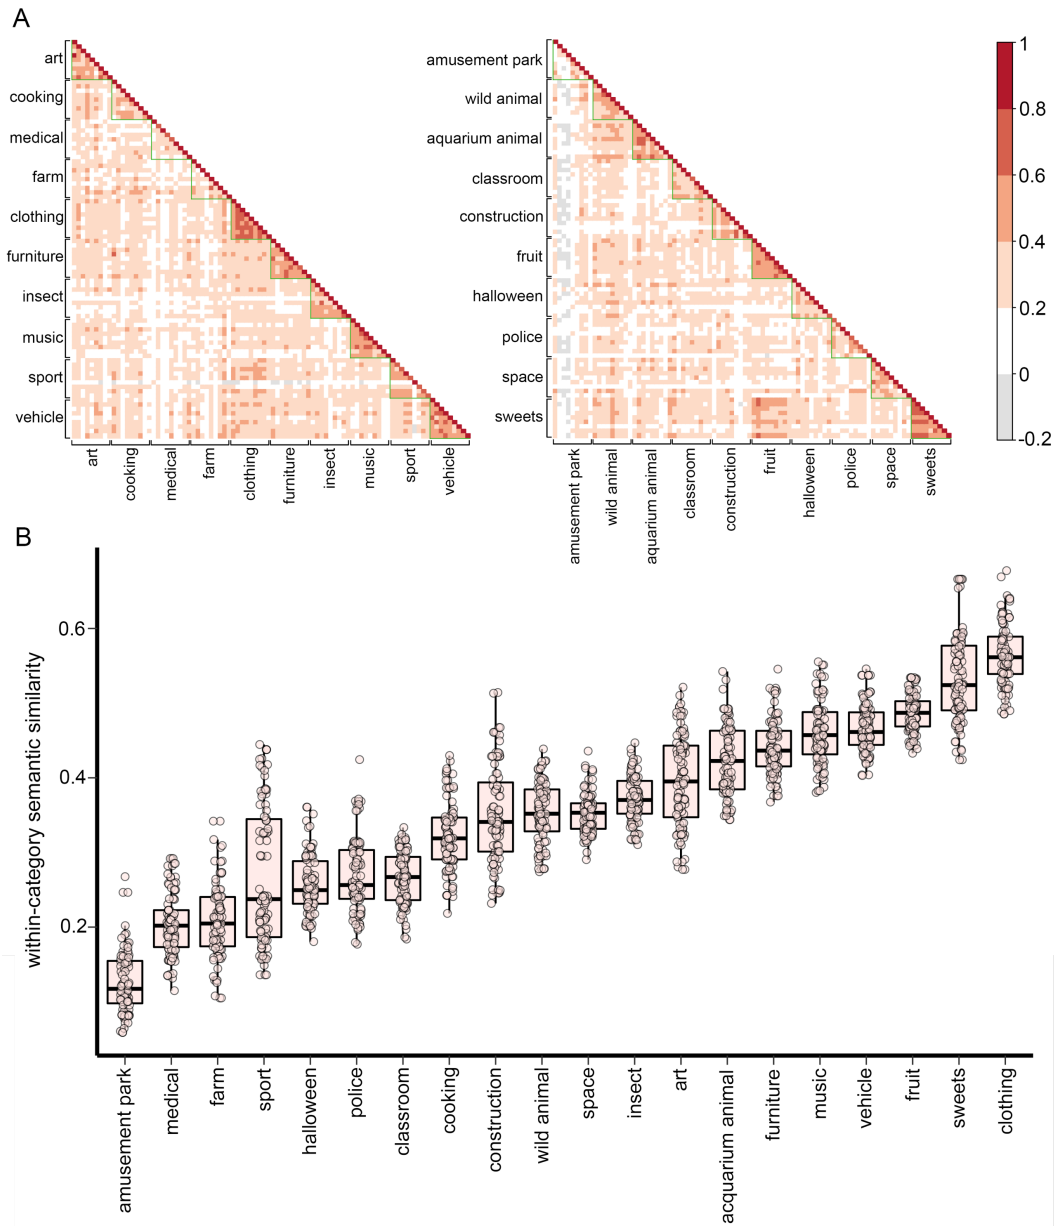 A
art
cooking
medical
farm
clothing
furniture
insect
music
sport
vehicle
art
cooking
medical
farm
clothing
furniture
insect
music
sport
vehicle
amusement park
wild animal
aquarium animal
classroom
construction
fruit
halloween
police
space
sweets
amusement park
wild animal
aquarium animal
classroom
construction
fruit
halloween
police
space
sweets
1
0.8
0.6
0.4
0.2
0
-0.2
B
within-category semantic similarity
0.6
0.4
0.2
amusement park
medical
farm
sport
halloween
police
classroom
cooking
construction
wild animal
space
insect
art
acquarium animal
furniture
music
vehicle
fruit
sweets
clothing